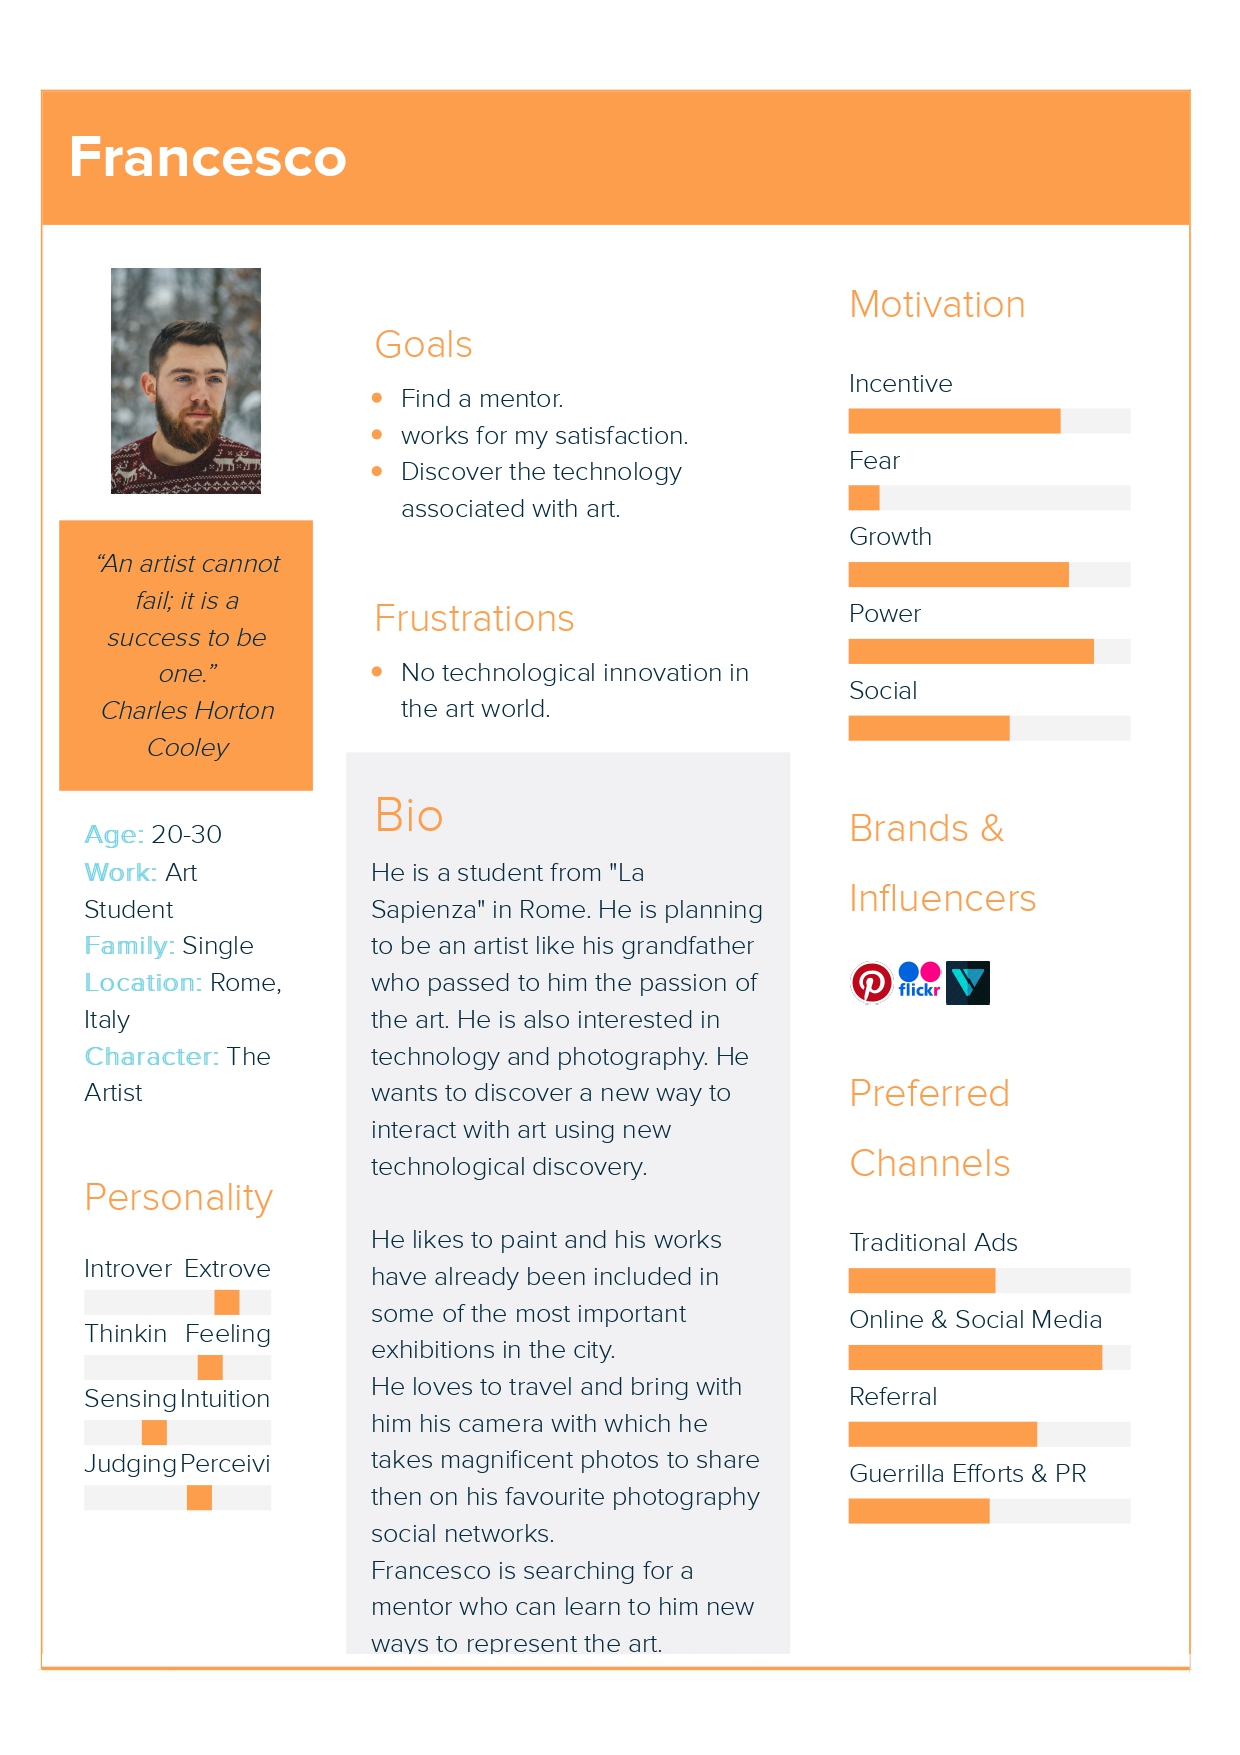 Francesco
“An artist cannot
fail; it is a
success to be
one.”
Charles Horton
Cooley
Age: 20-30
Work: Art
Student
Family: Single
Location: Rome,
Italy
Character: The
Artist
Personality
Introver Extrove
Thinkin Feeling
Sensing Intuition
Judging Perceivi
Goals
Find a mentor.
works for my satisfaction.
Discover the technology
associated with art.
Frustrations
No technological innovation in
the art world.
Bio
He is a student from "La
Sapienza" in Rome. He is planning
to be an artist like his grandfather
who passed to him the passion of
the art. He is also interested in
technology and photography. He
wants to discover a new way to
interact with art using new
technological discovery.
He likes to paint and his works
have already been included in
some of the most important
exhibitions in the city.
He loves to travel and bring with
him his camera with which he
takes magnificent photos to share
then on his favourite photography
social networks.
Francesco is searching for a
mentor who can learn to him new
ways to represent the art.
Motivation
Incentive
Fear
Growth
Power
Social
Brands &
Influencers
flickr
Preferred
Channels
Traditional Ads
Online & Social Media
Referral
Guerrilla Efforts & PR